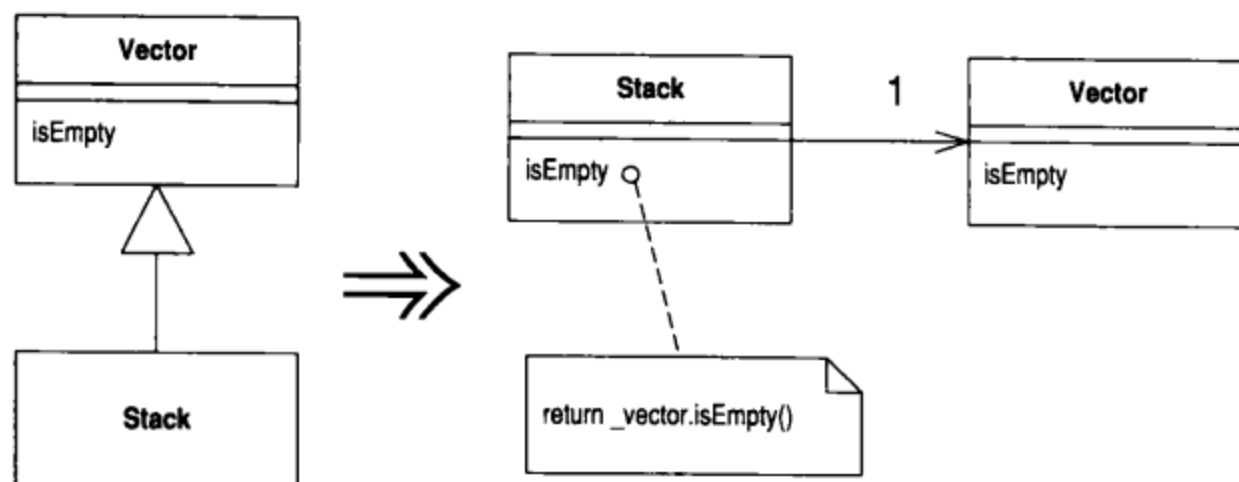 Vector
isEmpty
Stack
Stack
isEmpty
return _vector.isEmpty()
1
Vector
isEmpty